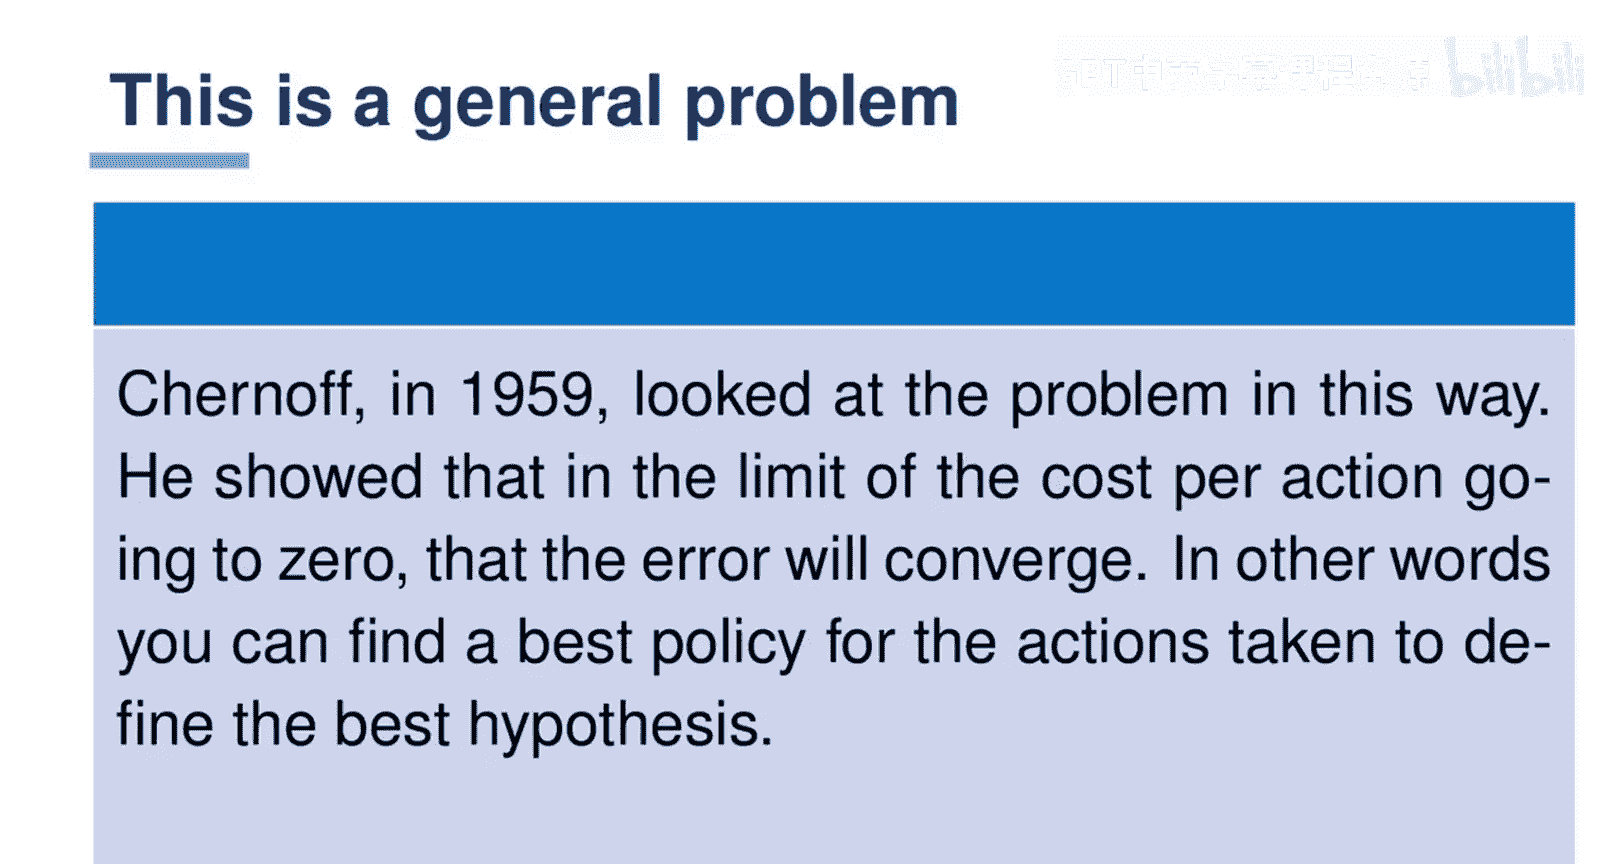 This is a general problem
bilibili
Chernoff, in 1959, looked at the problem in this way.
He showed that in the limit of the cost per action go-
ing to zero, that the error will converge. In other words
you can find a best policy for the actions taken to de-
fine the best hypothesis.